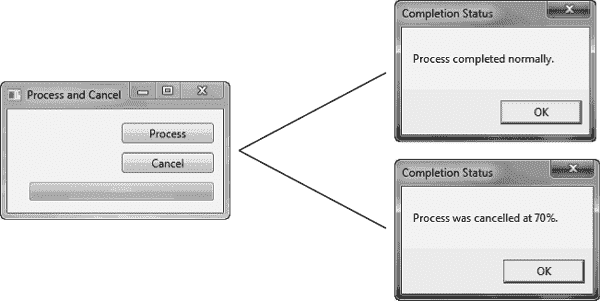 Process and Cancel
Process
Cancel
Completion Status
Process completed normally.
OK
Completion Status
Process was cancelled at 70%.
OK